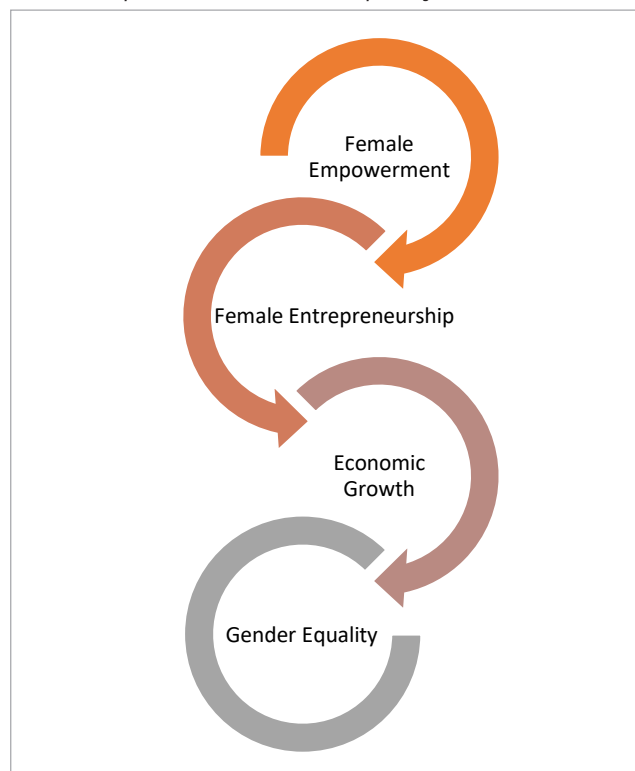 Female
Empowerment
Female Entrepreneurship
Economic
Growth
Gender Equality